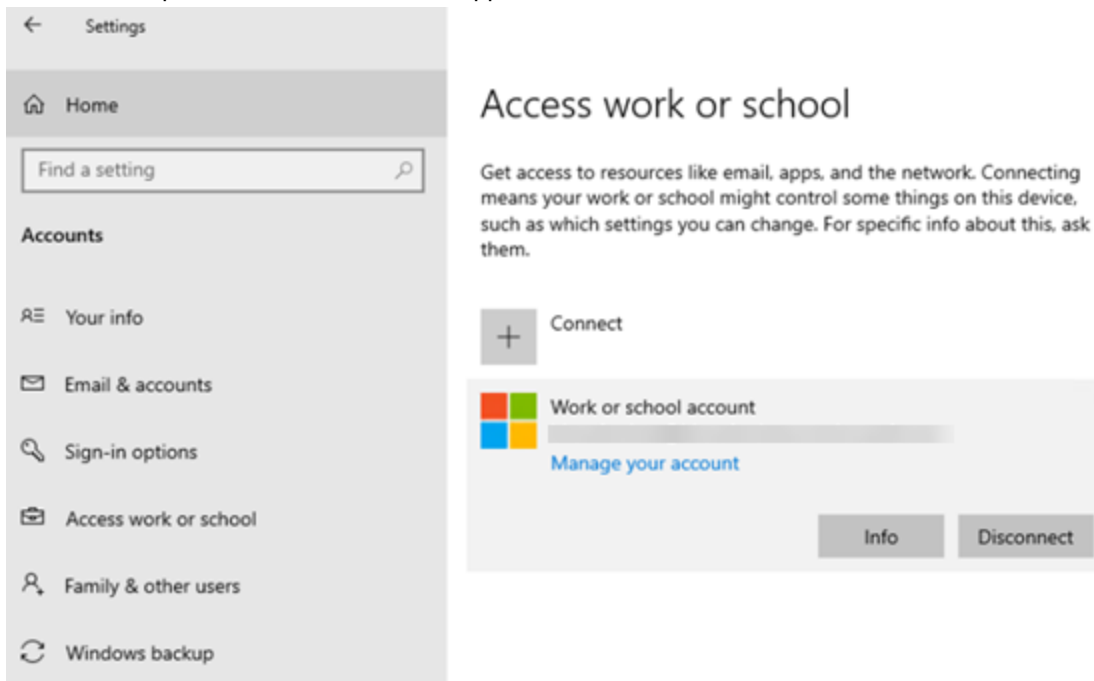 Settings
Home
Find a setting
Accounts
Your info
Email & accounts
Sign-in options
Access work or school
Family & other users
Windows backup
Access work or school
Get access to resources like email, apps, and the network. Connecting
means your work or school might control some things on this device,
such as which settings you can change. For specific info about this, ask
them.
Connect
Work or school account
Manage your account
Info
Disconnect